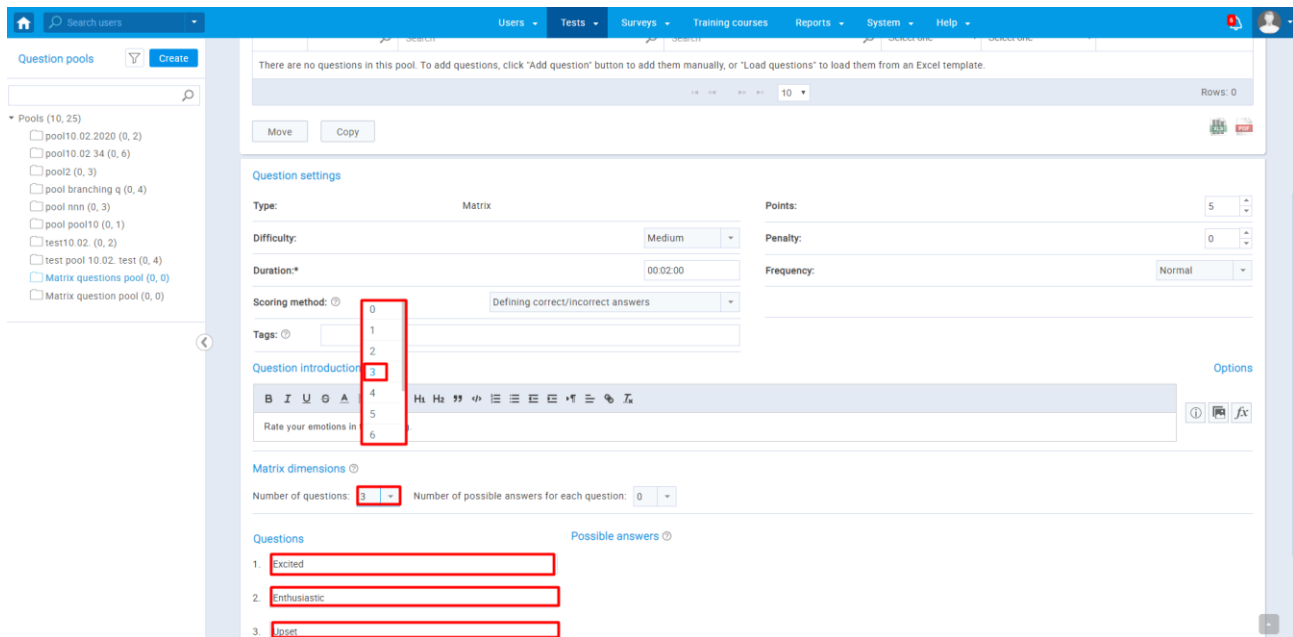 Search users Users Tests Surveys Training courses Reports System Help 6
Question pools Create
Search Search Select one Select one
There are no questions in this pool. To add questions, click "Add question" button to add them manually, or "Load questions" to load them from an Excel template.
10 Rows: 0
Pools (10, 25)
pool10.02.2020 (0, 2)
pool10.02 34 (0, 6)
pool2 (0, 3)
pool branching q (0, 4)
pool nnn (0, 3)
pool pool10 (0, 1)
test10.02. (0, 2)
test pool 10.02. test (0, 4)
Matrix questions pool (0, 0)
Matrix question pool (0, 0)
Move Copy XLS PDF
Question settings
Type: Matrix Points: 5
Difficulty: Medium Penalty: 0
Duration:* 00:02:00 Frequency: Normal
Scoring method: Defining correct/incorrect answers
Tags:
0
1
2
3
4
5
6
Question introduction Options
B I U S A H1 H2 fx
Rate your emotions in
Matrix dimensions
Number of questions: 3 Number of possible answers for each question: 0
Questions Possible answers
1. Excited
2. Enthusiastic
3. Upset